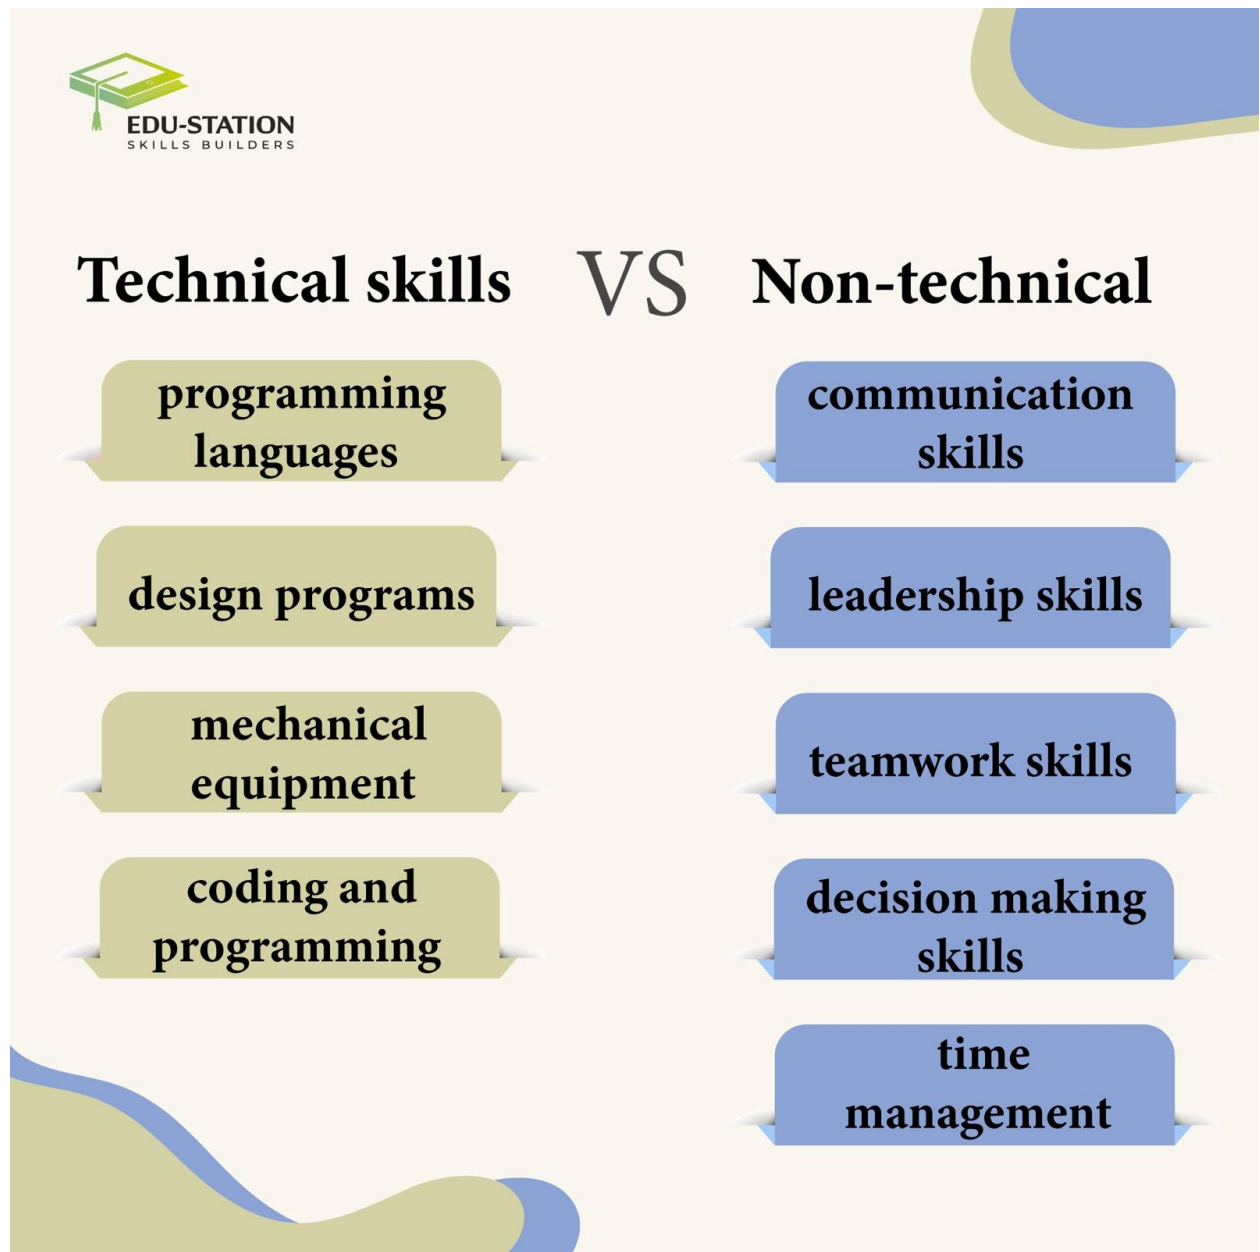 EDU-STATION
SKILLS BUILDERS
Technical skills VS Non-technical
programming
languages
design programs
mechanical
equipment
coding and
programming
communication
skills
leadership skills
teamwork skills
decision making
skills
time
management